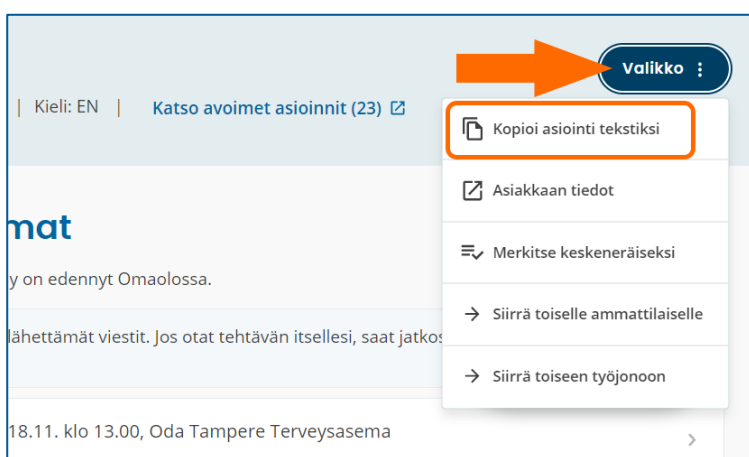 Valikko
| Kieli: EN | Katso avoimet asioinnit (23)
Kopioi asiointi tekstiksi
Asiakkaan tiedot
mat
Merkitse keskeneräiseksi
y on edennyt Omaolossa.
Siirrä toiselle ammattilaiselle
lähettämät viestit. Jos otat tehtävän itsellesi, saat jatkos
Siirrä toiseen työjonoon
18.11. klo 13.00, Oda Tampere Terveysasema